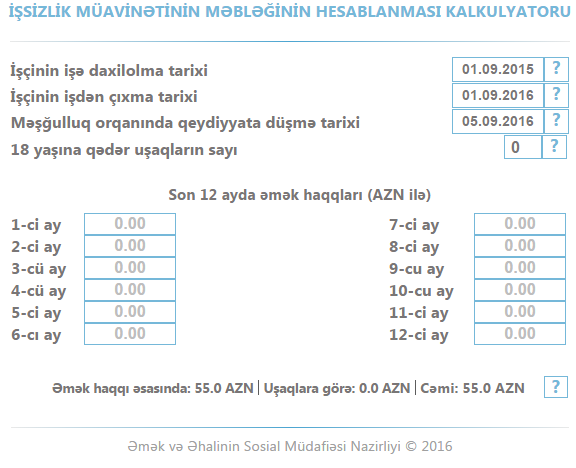 İŞSİZLİK MÜAVİNƏTİNİN MƏBLƏĞİNİN HESABLANMASI KALKULYATORU
İşçinin işə daxilolma tarixi 01.09.2015 ?
İşçinin işdən çıxma tarixi 01.09.2016 ?
Məşğulluq orqanında qeydiyyata düşmə tarixi 05.09.2016 ?
18 yaşına qədər uşaqların sayı 0 ?
Son 12 ayda əmək haqqları (AZN ilə)
1-ci ay 0.00 7-ci ay 0.00
2-ci ay 0.00 8-ci ay 0.00
3-cü ay 0.00 9-cu ay 0.00
4-cü ay 0.00 10-cu ay 0.00
5-ci ay 0.00 11-ci ay 0.00
6-cı ay 0.00 12-ci ay 0.00
Əmək haqqı əsasında: 55.0 AZN | Uşaqlara görə: 0.0 AZN | Cəmi: 55.0 AZN ?
Əmək və Əhalinin Sosial Müdafiəsi Nazirliyi © 2016